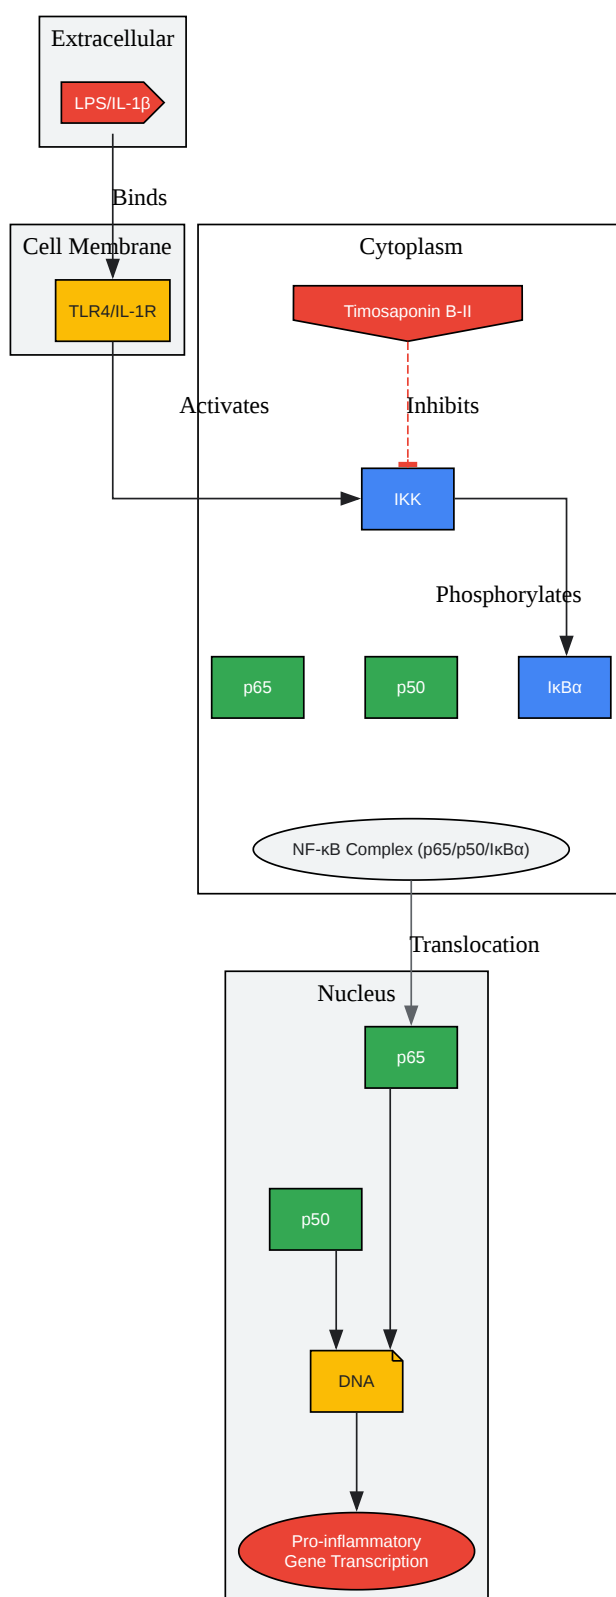 Extracellular
LPS/IL-1β
Binds
Cell Membrane
TLR4/IL-1R
Cytoplasm
Timosaponin B-II
Activates
Inhibits
IKK
Phosphorylates
p65
p50
IκBα
NF-κB Complex (p65/p50/IκBα)
Translocation
Nucleus
p65
p50
DNA
Pro-inflammatory
Gene Transcription